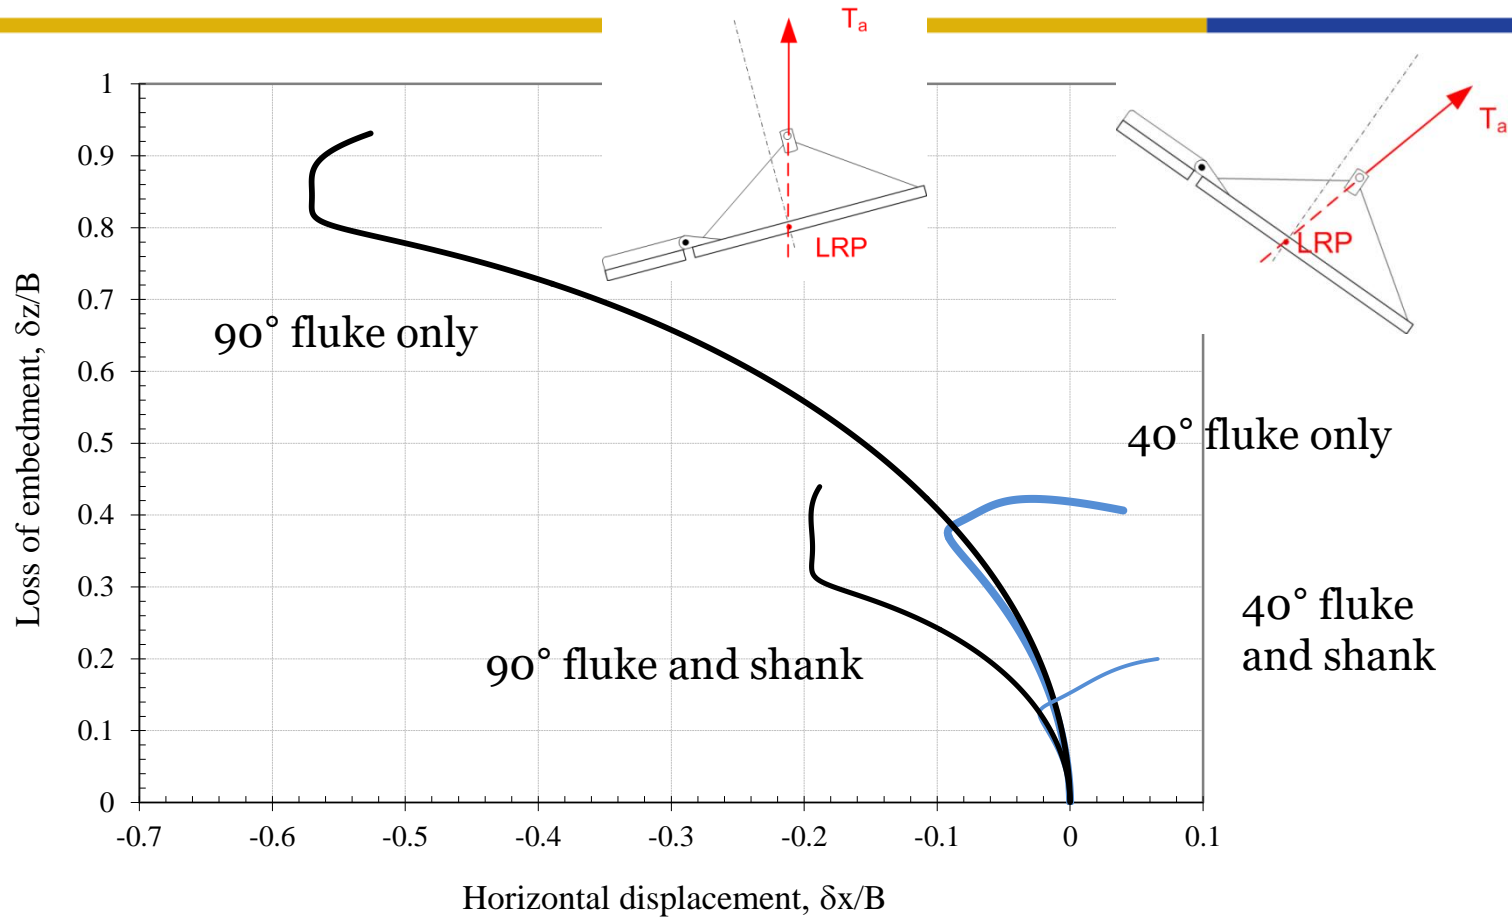 Tₐ
Tₐ
LRP
LRP
1
0.9
0.8
0.7
0.6
0.5
0.4
0.3
0.2
0.1
0
Loss of embedment, δz/B
90° fluke only
40° fluke only
90° fluke and shank
40° fluke
and shank
-0.7 -0.6 -0.5 -0.4 -0.3 -0.2 -0.1 0 0.1
Horizontal displacement, δx/B